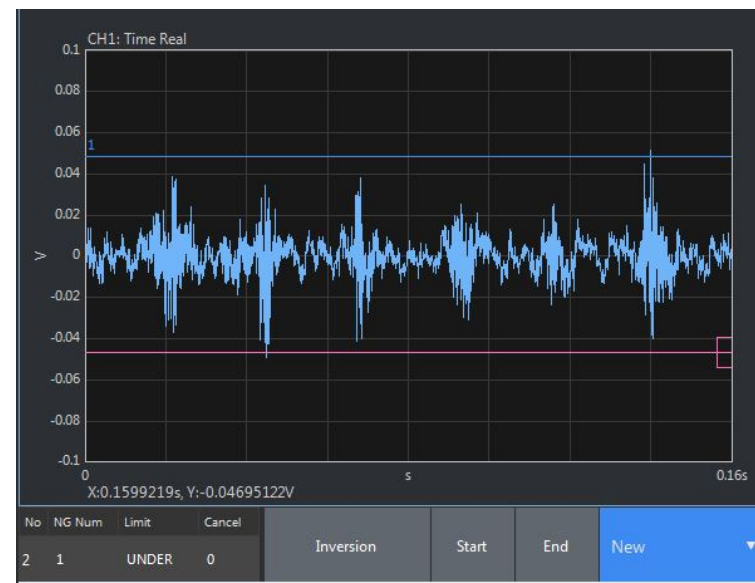 CH1: Time Real
0.1
0.08
0.06
1
0.04
0.02
V
0
-0.02
-0.04
-0.06
-0.08
-0.1
0 s 0.16s
X:0.1599219s, Y:-0.04695122V
No NG Num Limit Cancel
Inversion Start End New
2 1 UNDER 0